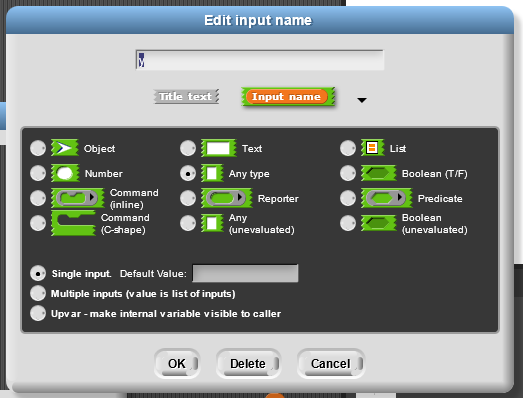 Edit input name
Title text Input name
Object Text List
Number Any type Boolean (T/F)
Command (inline) Reporter Predicate
Command (C-shape) Any (unevaluated) Boolean (unevaluated)
Single input. Default Value:
Multiple inputs (value is list of inputs)
Upvar - make internal variable visible to caller
OK Delete Cancel